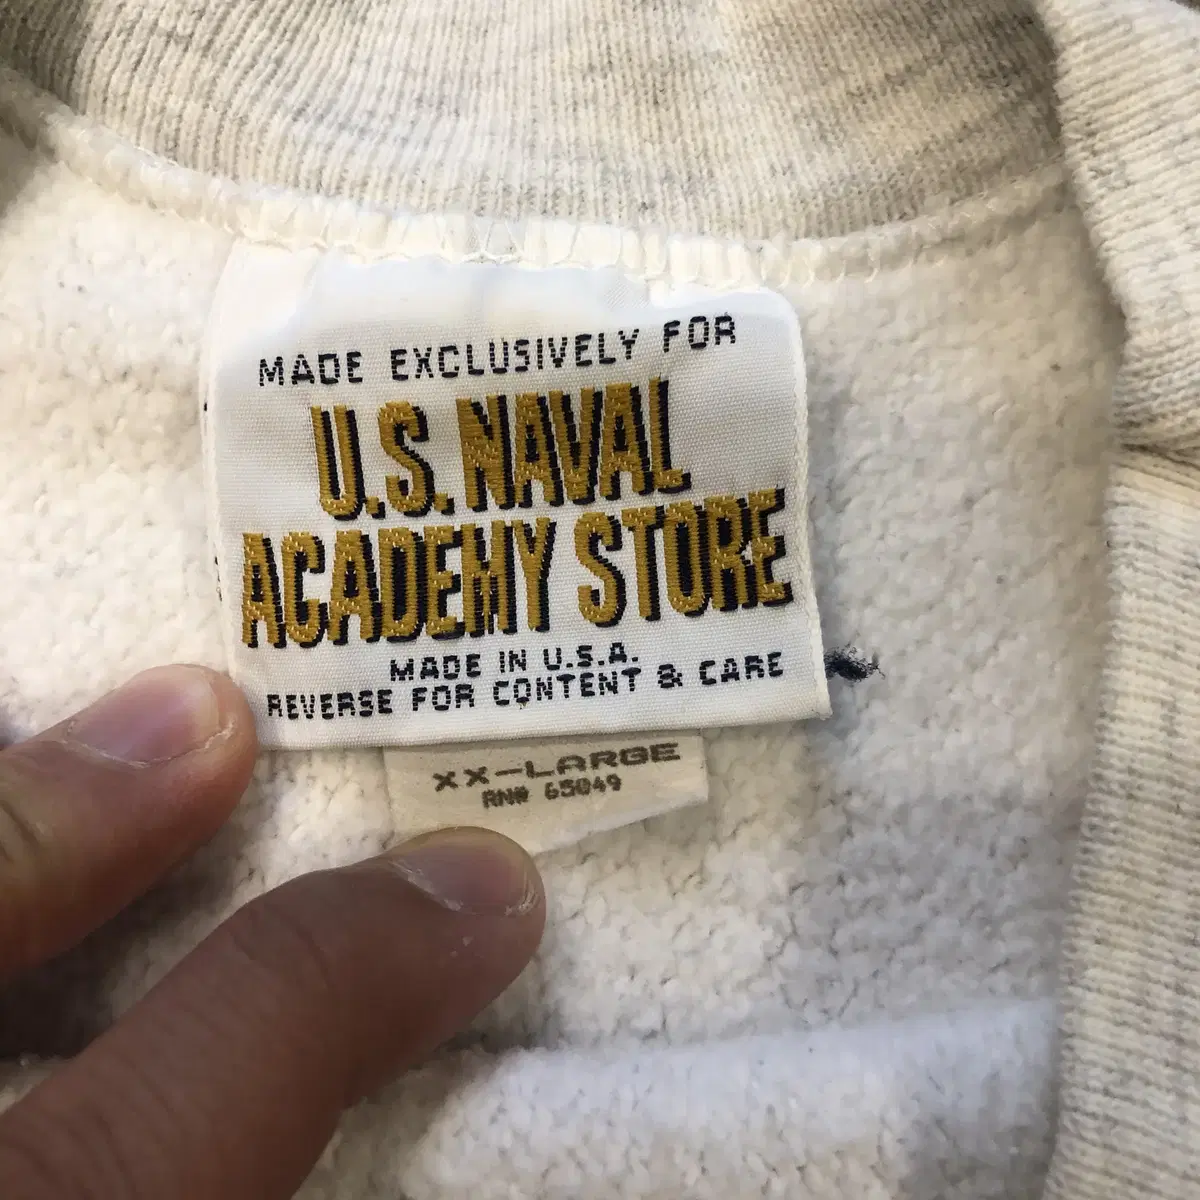 MADE EXCLUSIVELY FOR
U.S. NAVAL
ACADEMY STORE
MADE IN U.S.A.
REVERSE FOR CONTENT & CARE
XX-LARGE
RN# 65049